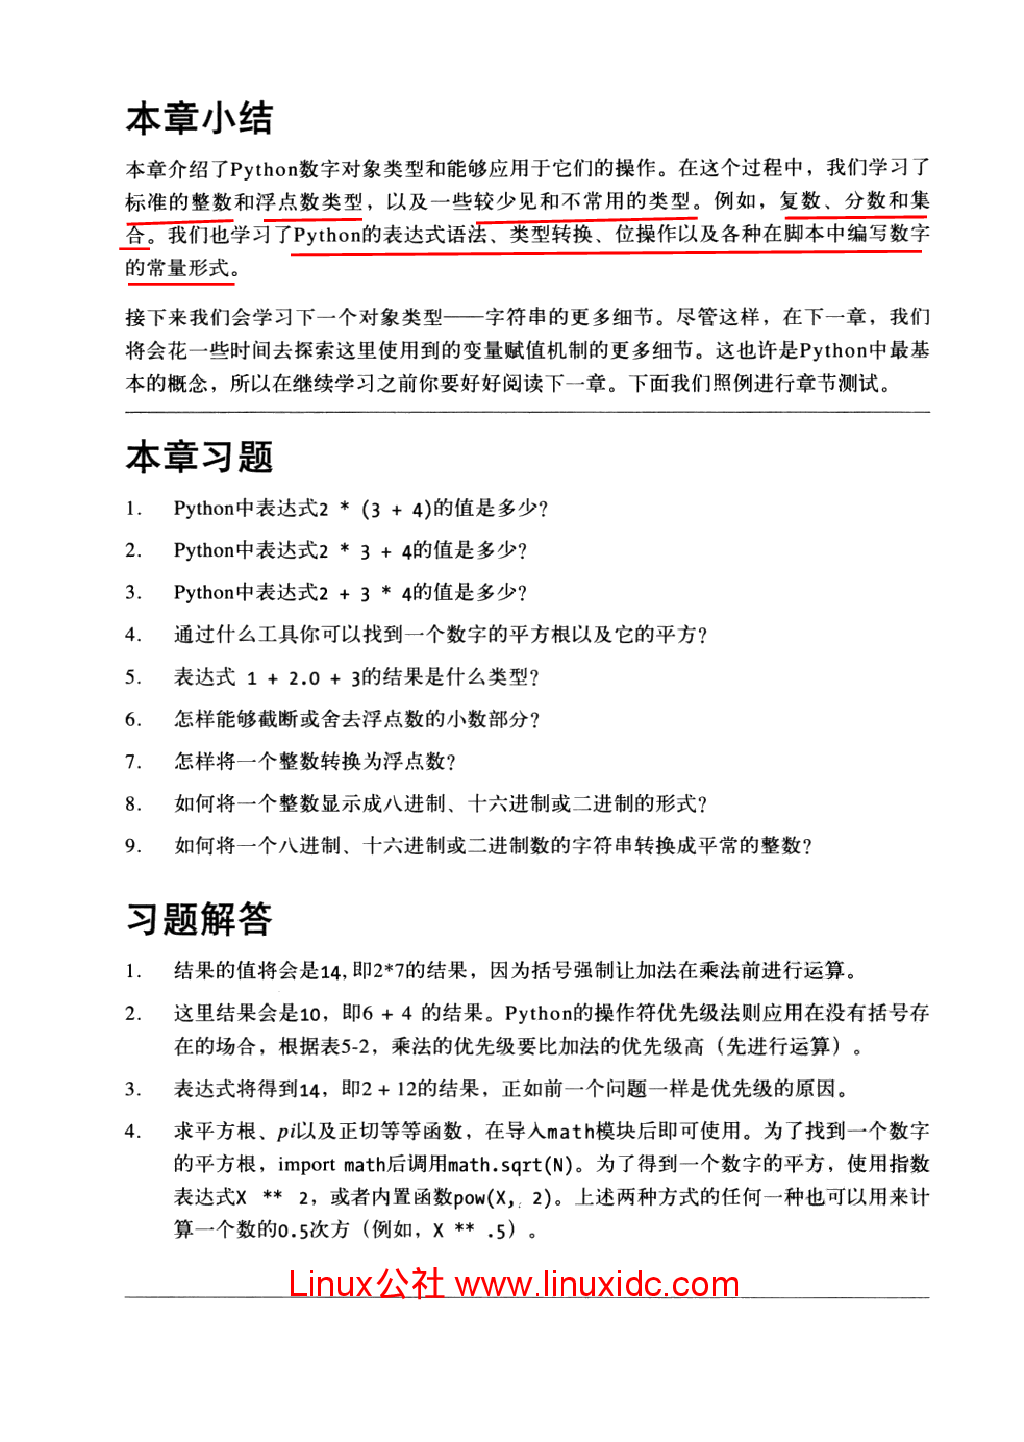 本章小结
本章介绍了Python数字对象类型和能够应用于它们的操作。在这个过程中，我们学习了
标准的整数和浮点数类型，以及一些较少见和不常用的类型。例如，复数、分数和集
合。我们也学习了Python的表达式语法、类型转换、位操作以及各种在脚本中编写数字
的常量形式。
接下来我们会学习下一个对象类型——字符串的更多细节。尽管这样，在下一章，我们
将会花一些时间去探索这里使用到的变量赋值机制的更多细节。这也许是Python中最基
本的概念，所以在继续学习之前你要好好阅读下一章。下面我们照例进行章节测试。
本章习题
1. Python中表达式2 * (3 + 4)的值是多少?
2. Python中表达式2 * 3 + 4的值是多少?
3. Python中表达式2 + 3 * 4的值是多少?
4. 通过什么工具你可以找到一个数字的平方根以及它的平方?
5. 表达式 1 + 2.0 + 3的结果是什么类型?
6. 怎样能够截断或舍去浮点数的小数部分?
7. 怎样将一个整数转换为浮点数?
8. 如何将一个整数显示成八进制、十六进制或二进制的形式?
9. 如何将一个八进制、十六进制或二进制数的字符串转换成平常的整数?
习题解答
1. 结果的值将会是14, 即2*7的结果，因为括号强制让加法在乘法前进行运算。
2. 这里结果会是10，即6 + 4 的结果。Python的操作符优先级法则应用在没有括号存
在的场合，根据表5-2，乘法的优先级要比加法的优先级高（先进行运算）。
3. 表达式将得到14，即2 + 12的结果，正如前一个问题一样是优先级的原因。
4. 求平方根、pi以及正切等等函数，在导入math模块后即可使用。为了找到一个数字
的平方根，import math后调用math.sqrt(N)。为了得到一个数字的平方，使用指数
表达式X ** 2，或者内置函数pow(X, 2)。上述两种方式的任何一种也可以用来计
算一个数的0.5次方（例如，X ** .5）。
Linux公社 www.linuxidc.com